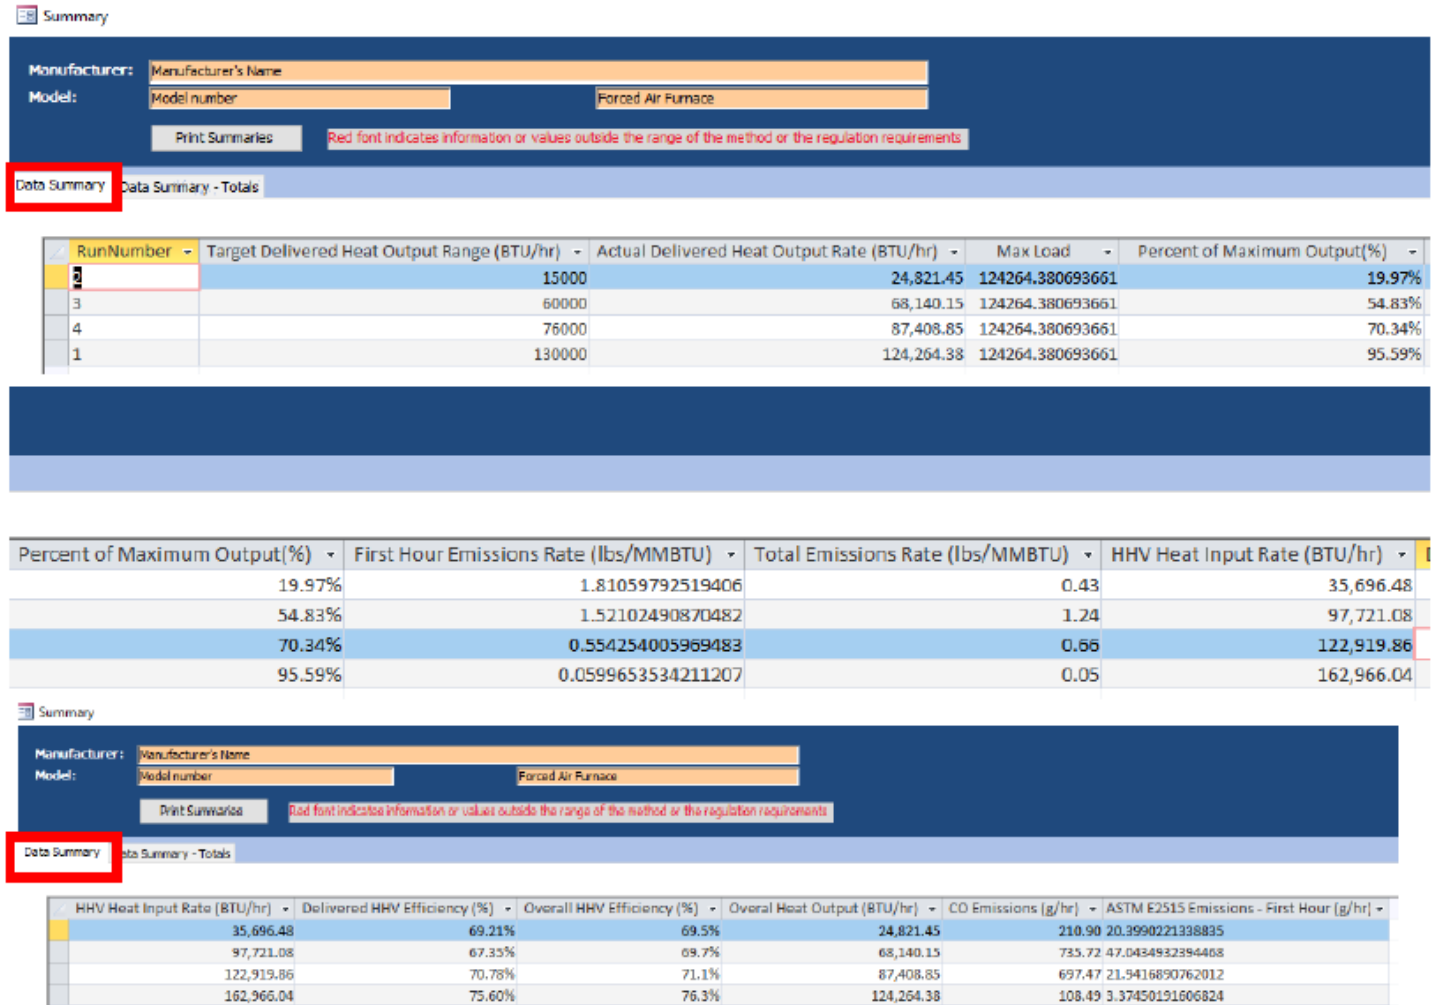 Summary
Manufacturer: Manufacturer's Name
Model: Model number Forced Air Furnace
Print Summaries Red font indicates information or values outside the range of the method or the regulation requirements
Data Summary Data Summary - Totals
RunNumber Target Delivered Heat Output Range (BTU/hr) Actual Delivered Heat Output Rate (BTU/hr) Max Load Percent of Maximum Output(%)
2 15000 24,821.45 124264.380693661 19.97%
3 60000 68,140.15 124264.380693661 54.83%
4 76000 87,408.85 124264.380693661 70.34%
1 130000 124,264.38 124264.380693661 95.59%
Percent of Maximum Output(%) First Hour Emissions Rate (lbs/MMBTU) Total Emissions Rate (lbs/MMBTU) HHV Heat Input Rate (BTU/hr)
19.97% 1.81059792519406 0.43 35,696.48
54.83% 1.52102490870482 1.24 97,721.08
70.34% 0.554254005969483 0.66 122,919.86
95.59% 0.0599653534211207 0.05 162,966.04
Summary
Manufacturer: Manufacturer's Name
Model: Model number Forced Air Furnace
Print Summaries Red font indicates information or values outside the range of the method or the regulation requirements
Data Summary ata Summary - Totals
HHV Heat Input Rate (BTU/hr) Delivered HHV Efficiency (%) Overall HHV Efficiency (%) Overal Heat Output (BTU/hr) CO Emissions (g/hr) ASTM E2515 Emissions - First Hour (g/hr)
35,696.48 69.21% 69.5% 24,821.45 210.90 20.3990221338835
97,721.08 67.35% 69.7% 68,140.15 735.72 47.0434932394468
122,919.86 70.78% 71.1% 87,408.85 697.47 21.9416890762012
162,966.04 75.60% 76.3% 124,264.38 108.49 3.37450191606824